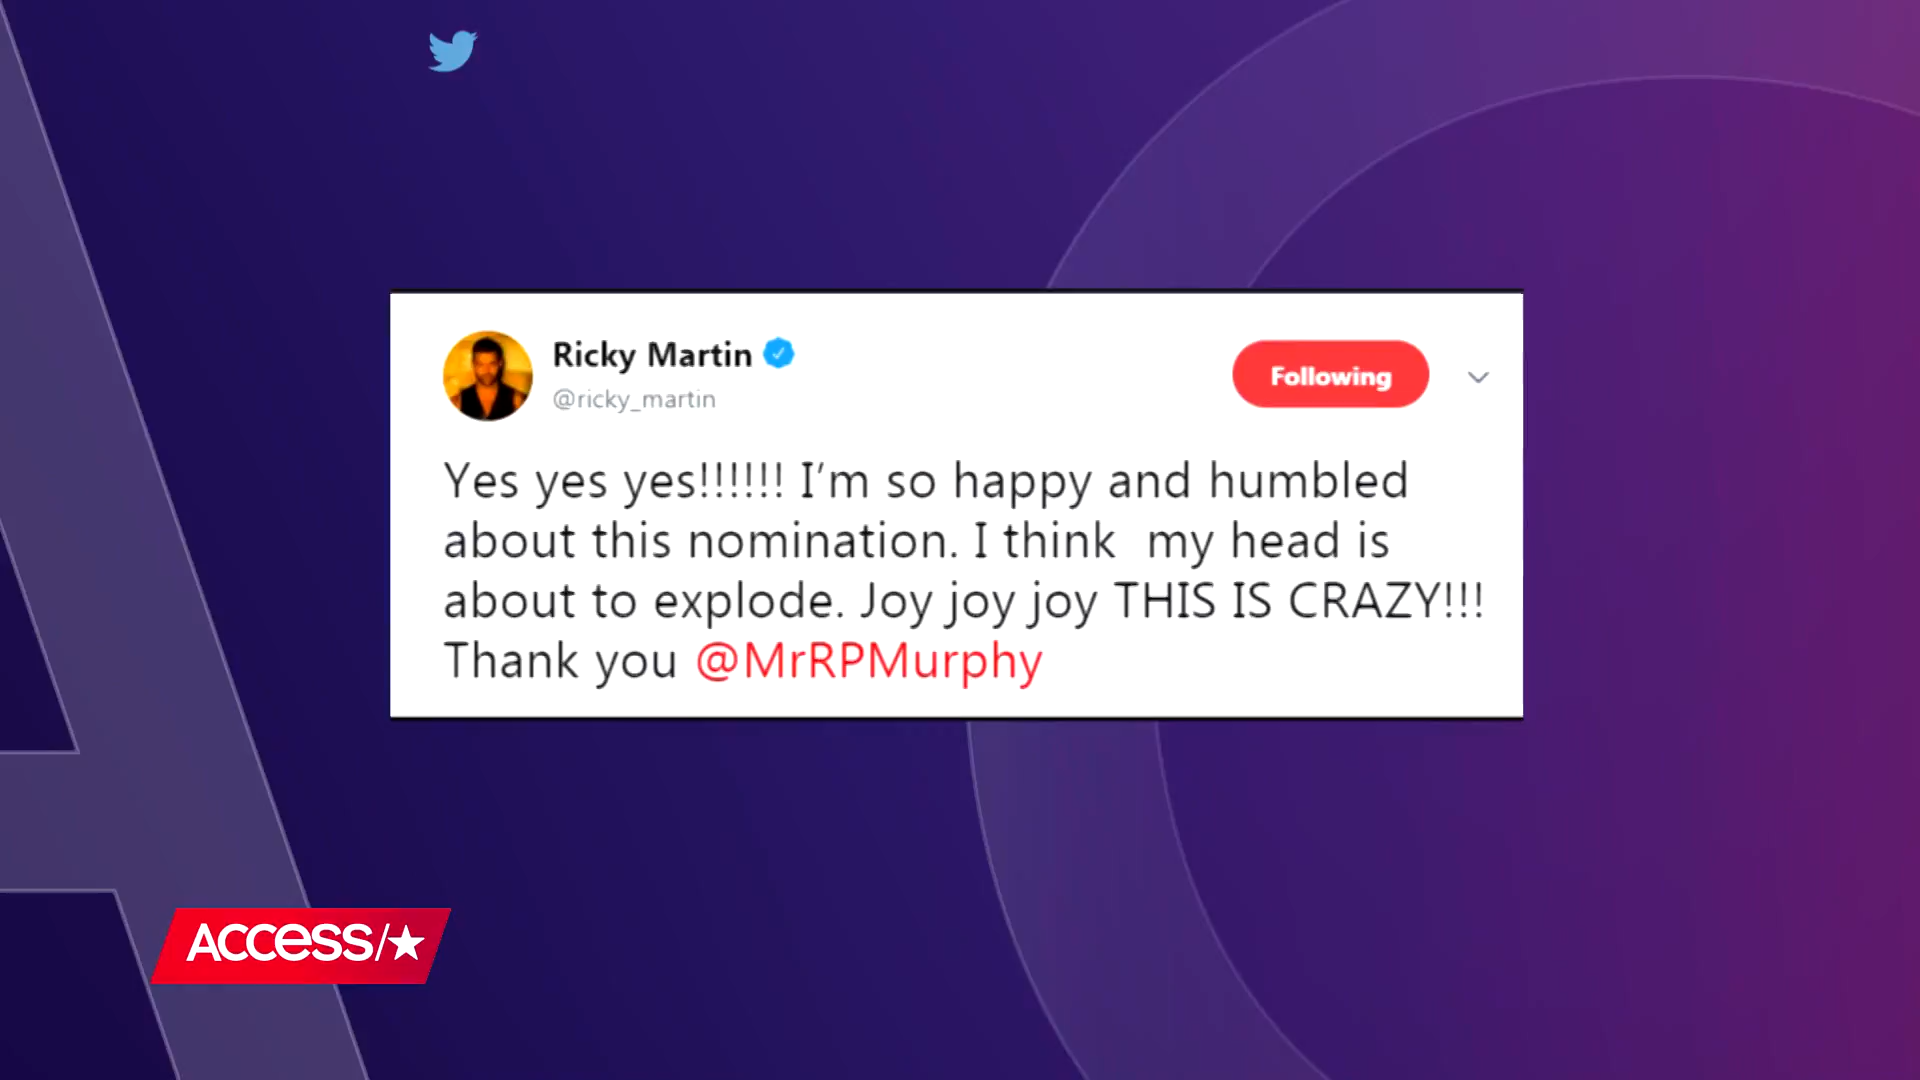 Ricky Martin
@ricky_martin
Following
Yes yes yes!!!!!! I’m so happy and humbled
about this nomination. I think  my head is
about to explode. Joy joy joy THIS IS CRAZY!!!
Thank you @MrRPMurphy
ACCESS/